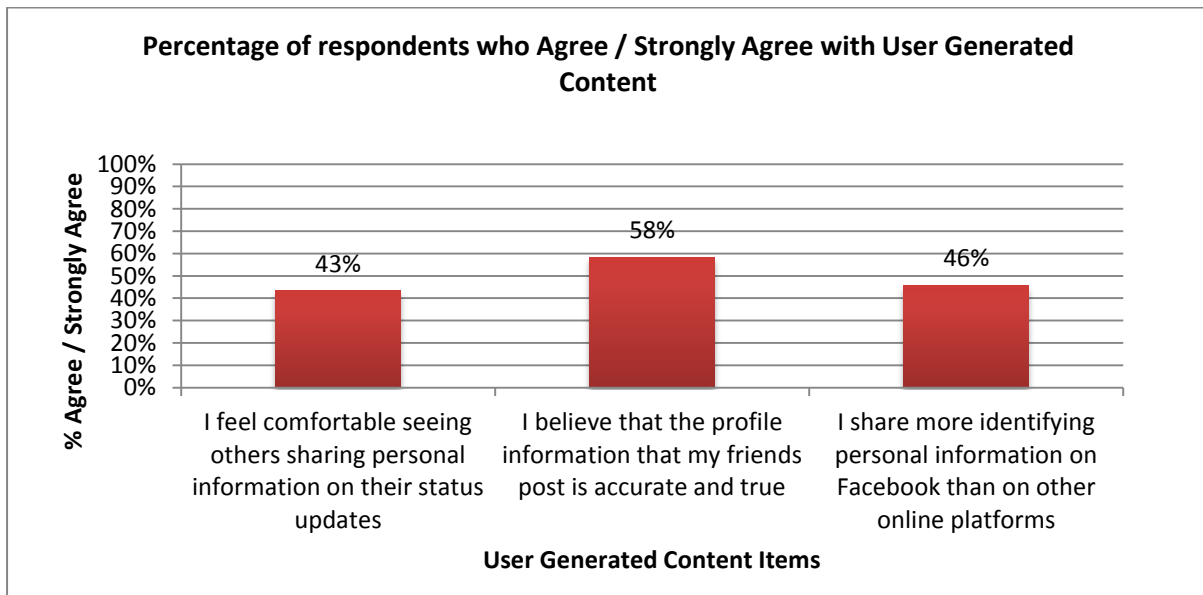 Percentage of respondents who Agree / Strongly Agree with User Generated
Content
% Agree / Strongly Agree
100%
90%
80%
70%
60%
50%
40%
30%
20%
10%
0%
43%
58%
46%
I feel comfortable seeing
others sharing personal
information on their status
updates
I believe that the profile
information that my friends
post is accurate and true
I share more identifying
personal information on
Facebook than on other
online platforms
User Generated Content Items